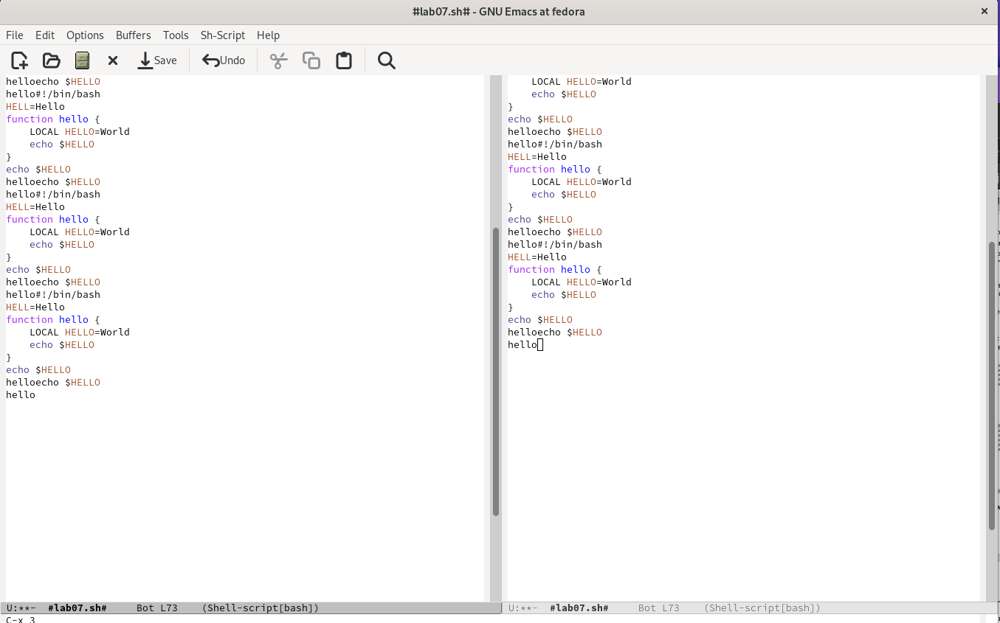 #lab07.sh# - GNU Emacs at fedora
File Edit Options Buffers Tools Sh-Script Help
Save Undo
helloecho $HELLO
hello#!/bin/bash
HELL=Hello
function hello {
    LOCAL HELLO=World
    echo $HELLO
}
echo $HELLO
helloecho $HELLO
hello#!/bin/bash
HELL=Hello
function hello {
    LOCAL HELLO=World
    echo $HELLO
}
echo $HELLO
helloecho $HELLO
hello#!/bin/bash
HELL=Hello
function hello {
    LOCAL HELLO=World
    echo $HELLO
}
echo $HELLO
helloecho $HELLO
hello
U:**-  #lab07.sh#     Bot L73    (Shell-script[bash])
    LOCAL HELLO=World
    echo $HELLO
}
echo $HELLO
helloecho $HELLO
hello#!/bin/bash
HELL=Hello
function hello {
    LOCAL HELLO=World
    echo $HELLO
}
echo $HELLO
helloecho $HELLO
hello#!/bin/bash
HELL=Hello
function hello {
    LOCAL HELLO=World
    echo $HELLO
}
echo $HELLO
helloecho $HELLO
hello
U:**-  #lab07.sh#     Bot L73    (Shell-script[bash])
C-x 3